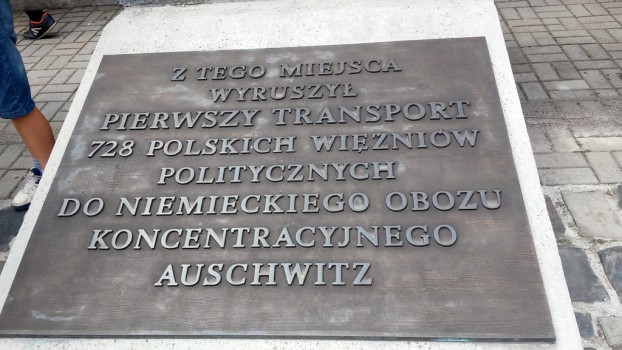 Z TEGO MIEJSCA
WYRUSZYŁ
PIERWSZY TRANSPORT
728 POLSKICH WIĘŹNIÓW
POLITYCZNYCH
DO NIEMIECKIEGO OBOZU
KONCENTRACYJNEGO
AUSCHWITZ